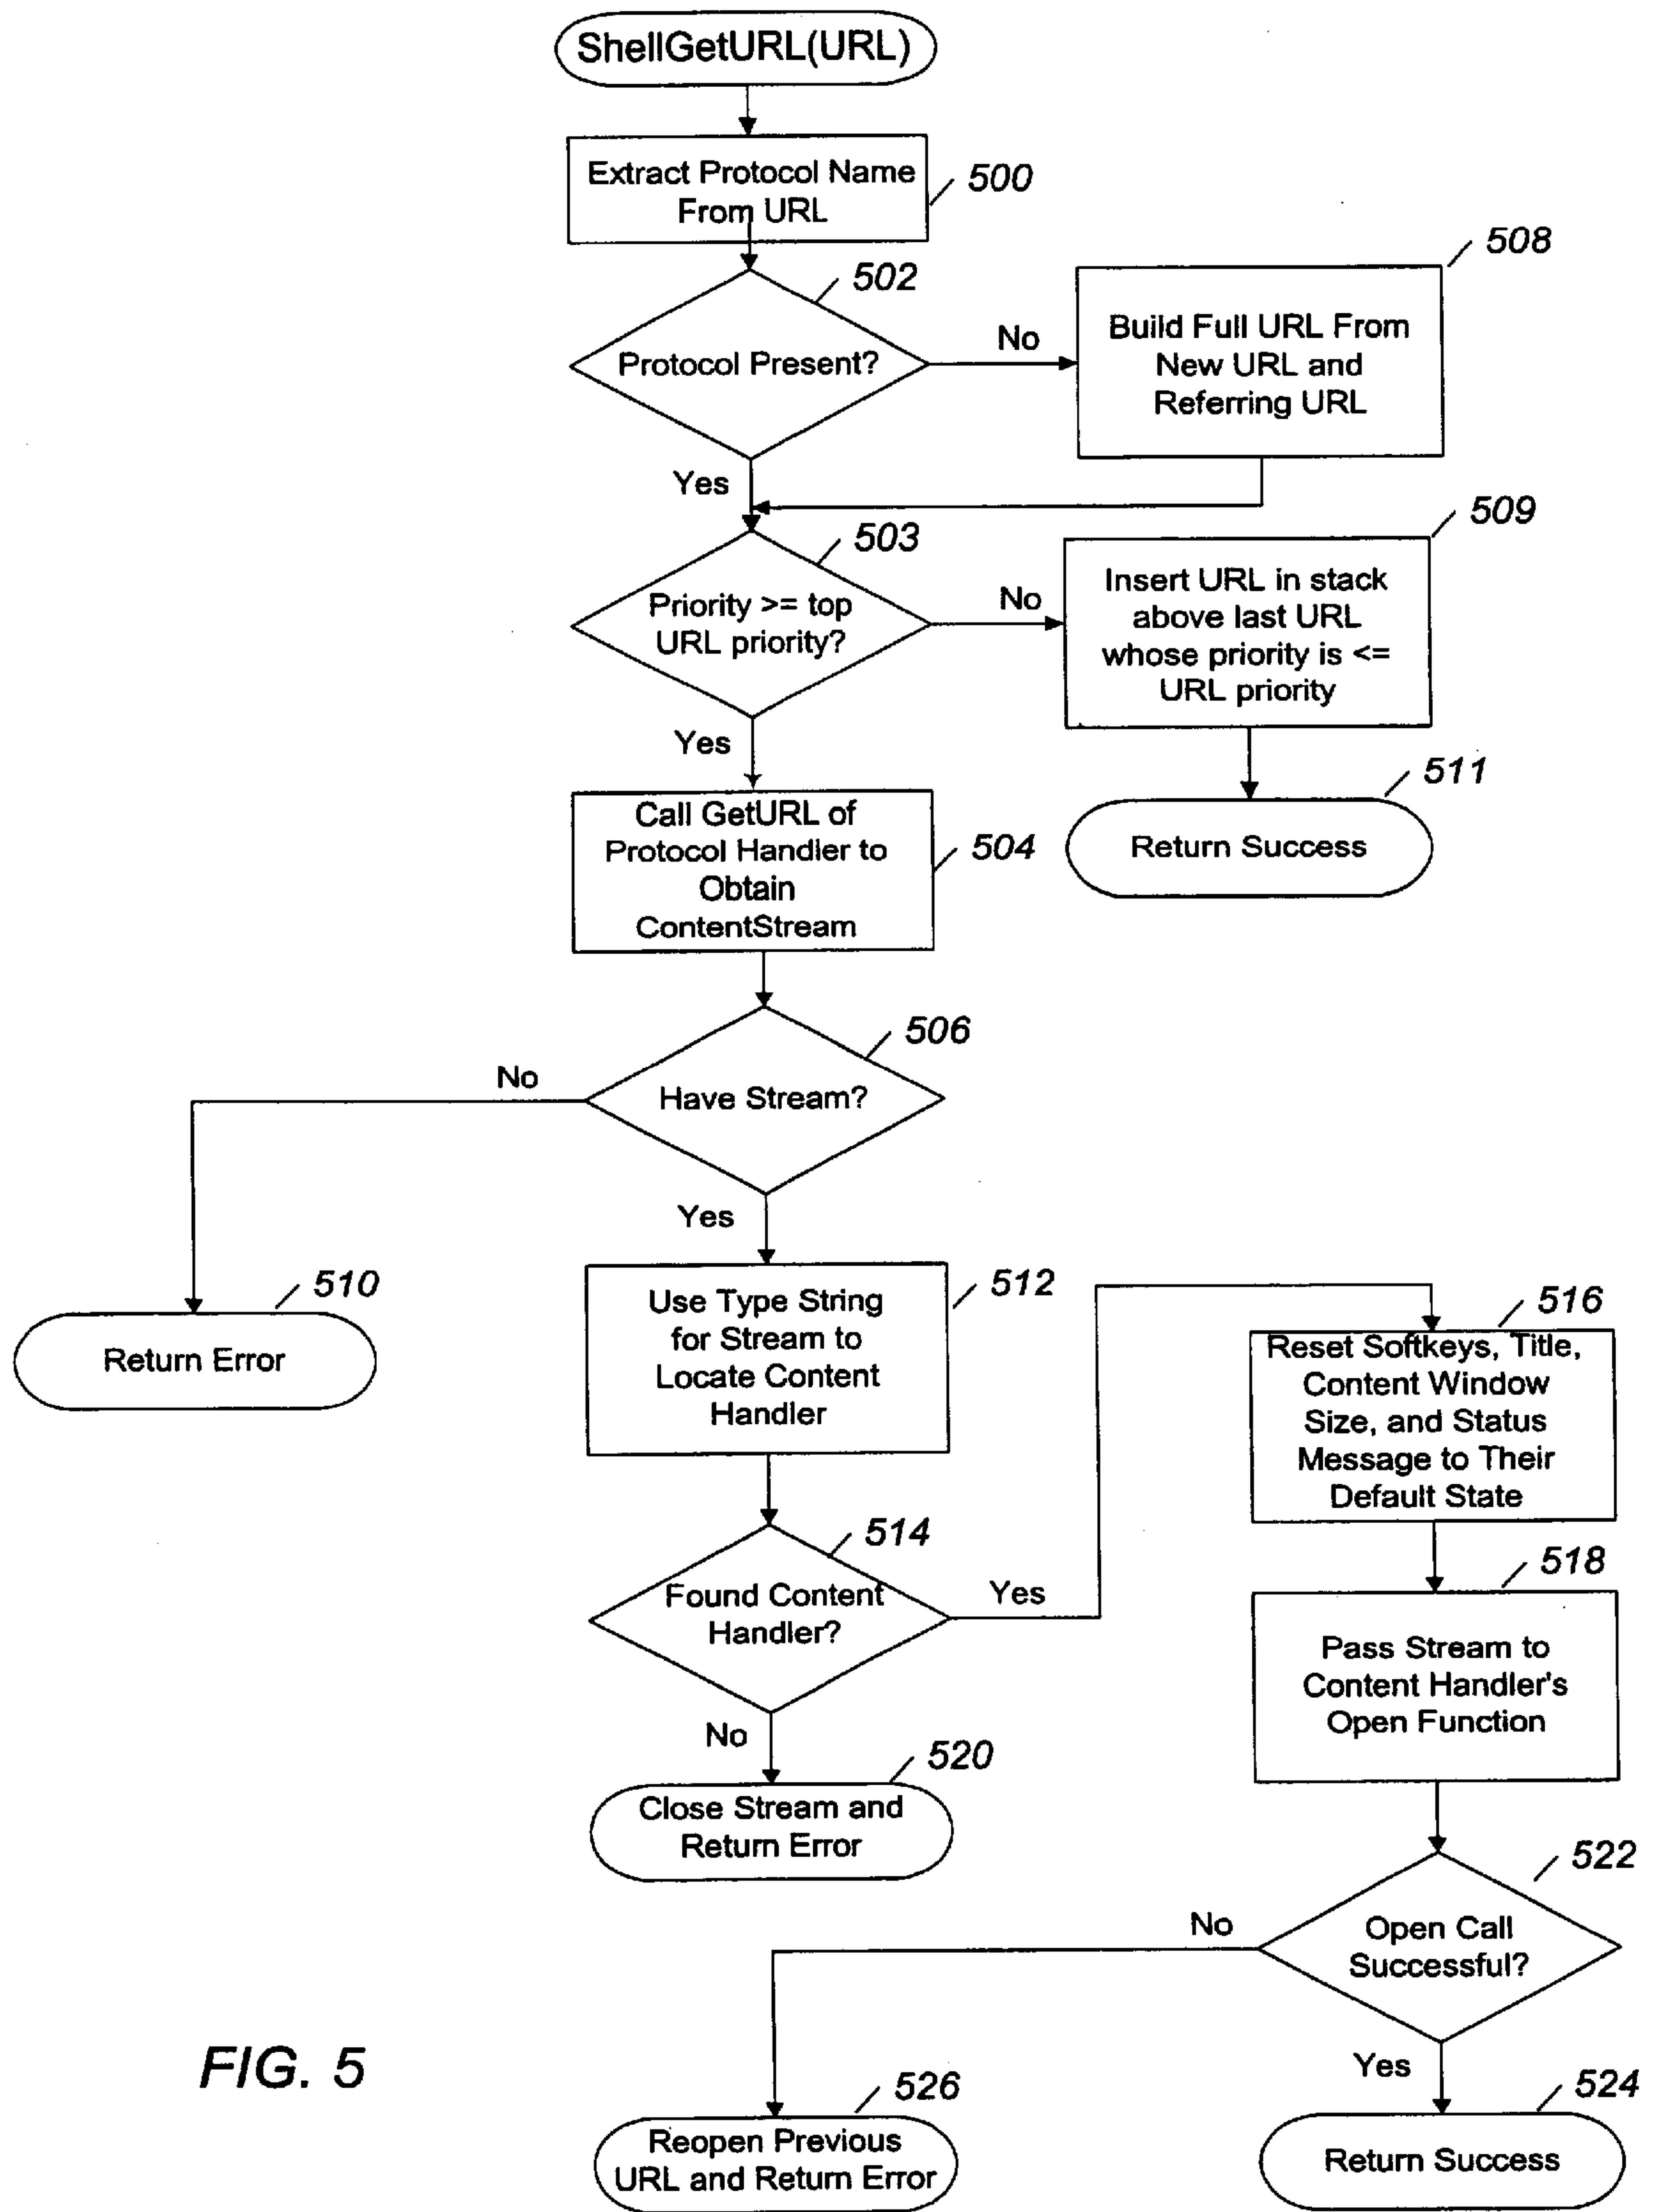 ShellGetURL(URL)
Extract Protocol Name
From URL
500
502
Protocol Present?
No
508
Build Full URL From
New URL and
Referring URL
Yes
503
Priority >= top
URL priority?
No
509
Insert URL in stack
above last URL
whose priority is <=
URL priority
Yes
511
Return Success
Call GetURL of
Protocol Handler to
Obtain
ContentStream
504
506
Have Stream?
No
Yes
510
Return Error
512
Use Type String
for Stream to
Locate Content
Handler
516
Reset Softkeys, Title,
Content Window
Size, and Status
Message to Their
Default State
514
Found Content
Handler?
Yes
No
518
Pass Stream to
Content Handler's
Open Function
520
Close Stream and
Return Error
522
Open Call
Successful?
No
Yes
526
Reopen Previous
URL and Return Error
524
Return Success
FIG. 5